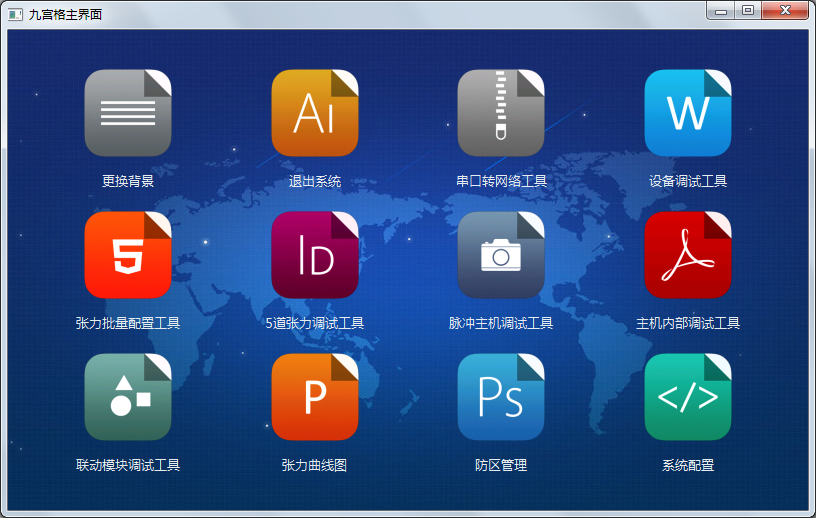 九宫格主界面
Ai
W
更换背景
退出系统
串口转网络工具
设备调试工具
5
ID
张力批量配置工具
5道张力调试工具
脉冲主机调试工具
主机内部调试工具
P
Ps
</>
联动模块调试工具
张力曲线图
防区管理
系统配置